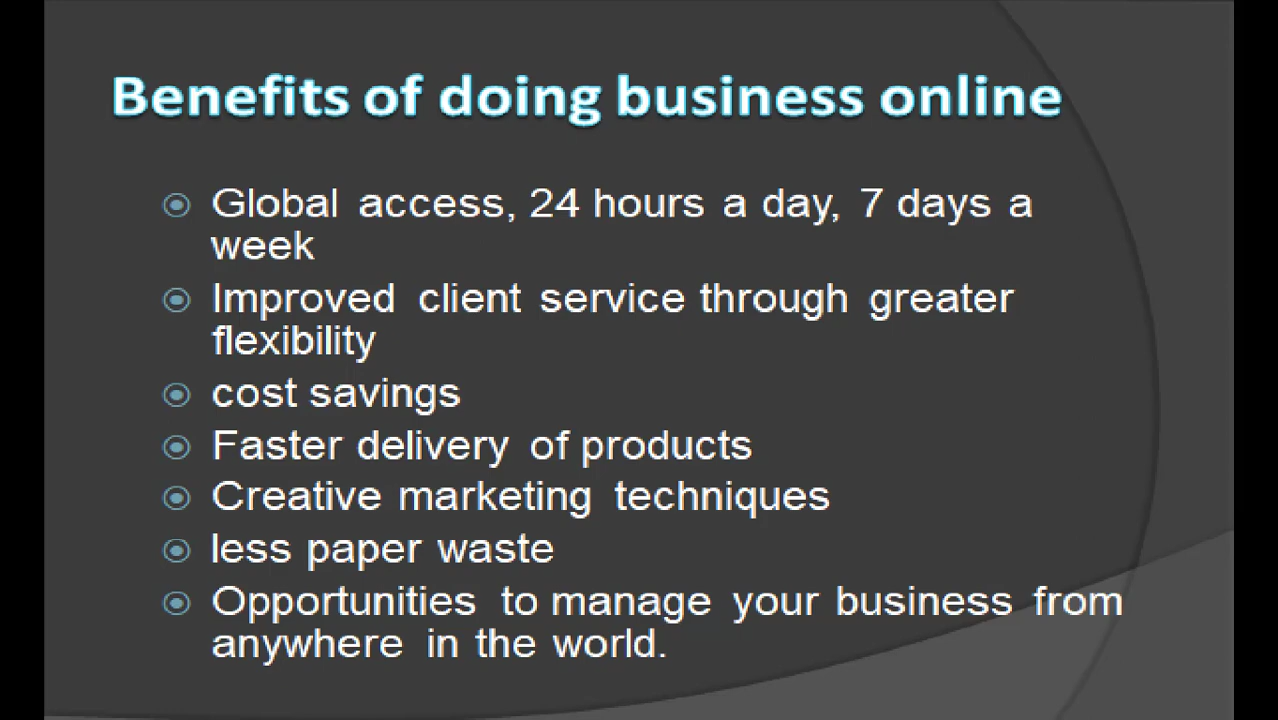 Benefits of doing business online
Global access, 24 hours a day, 7 days a
week
Improved client service through greater
flexibility
cost savings
Faster delivery of products
Creative marketing techniques
less paper waste
Opportunities to manage your business from
anywhere in the world.